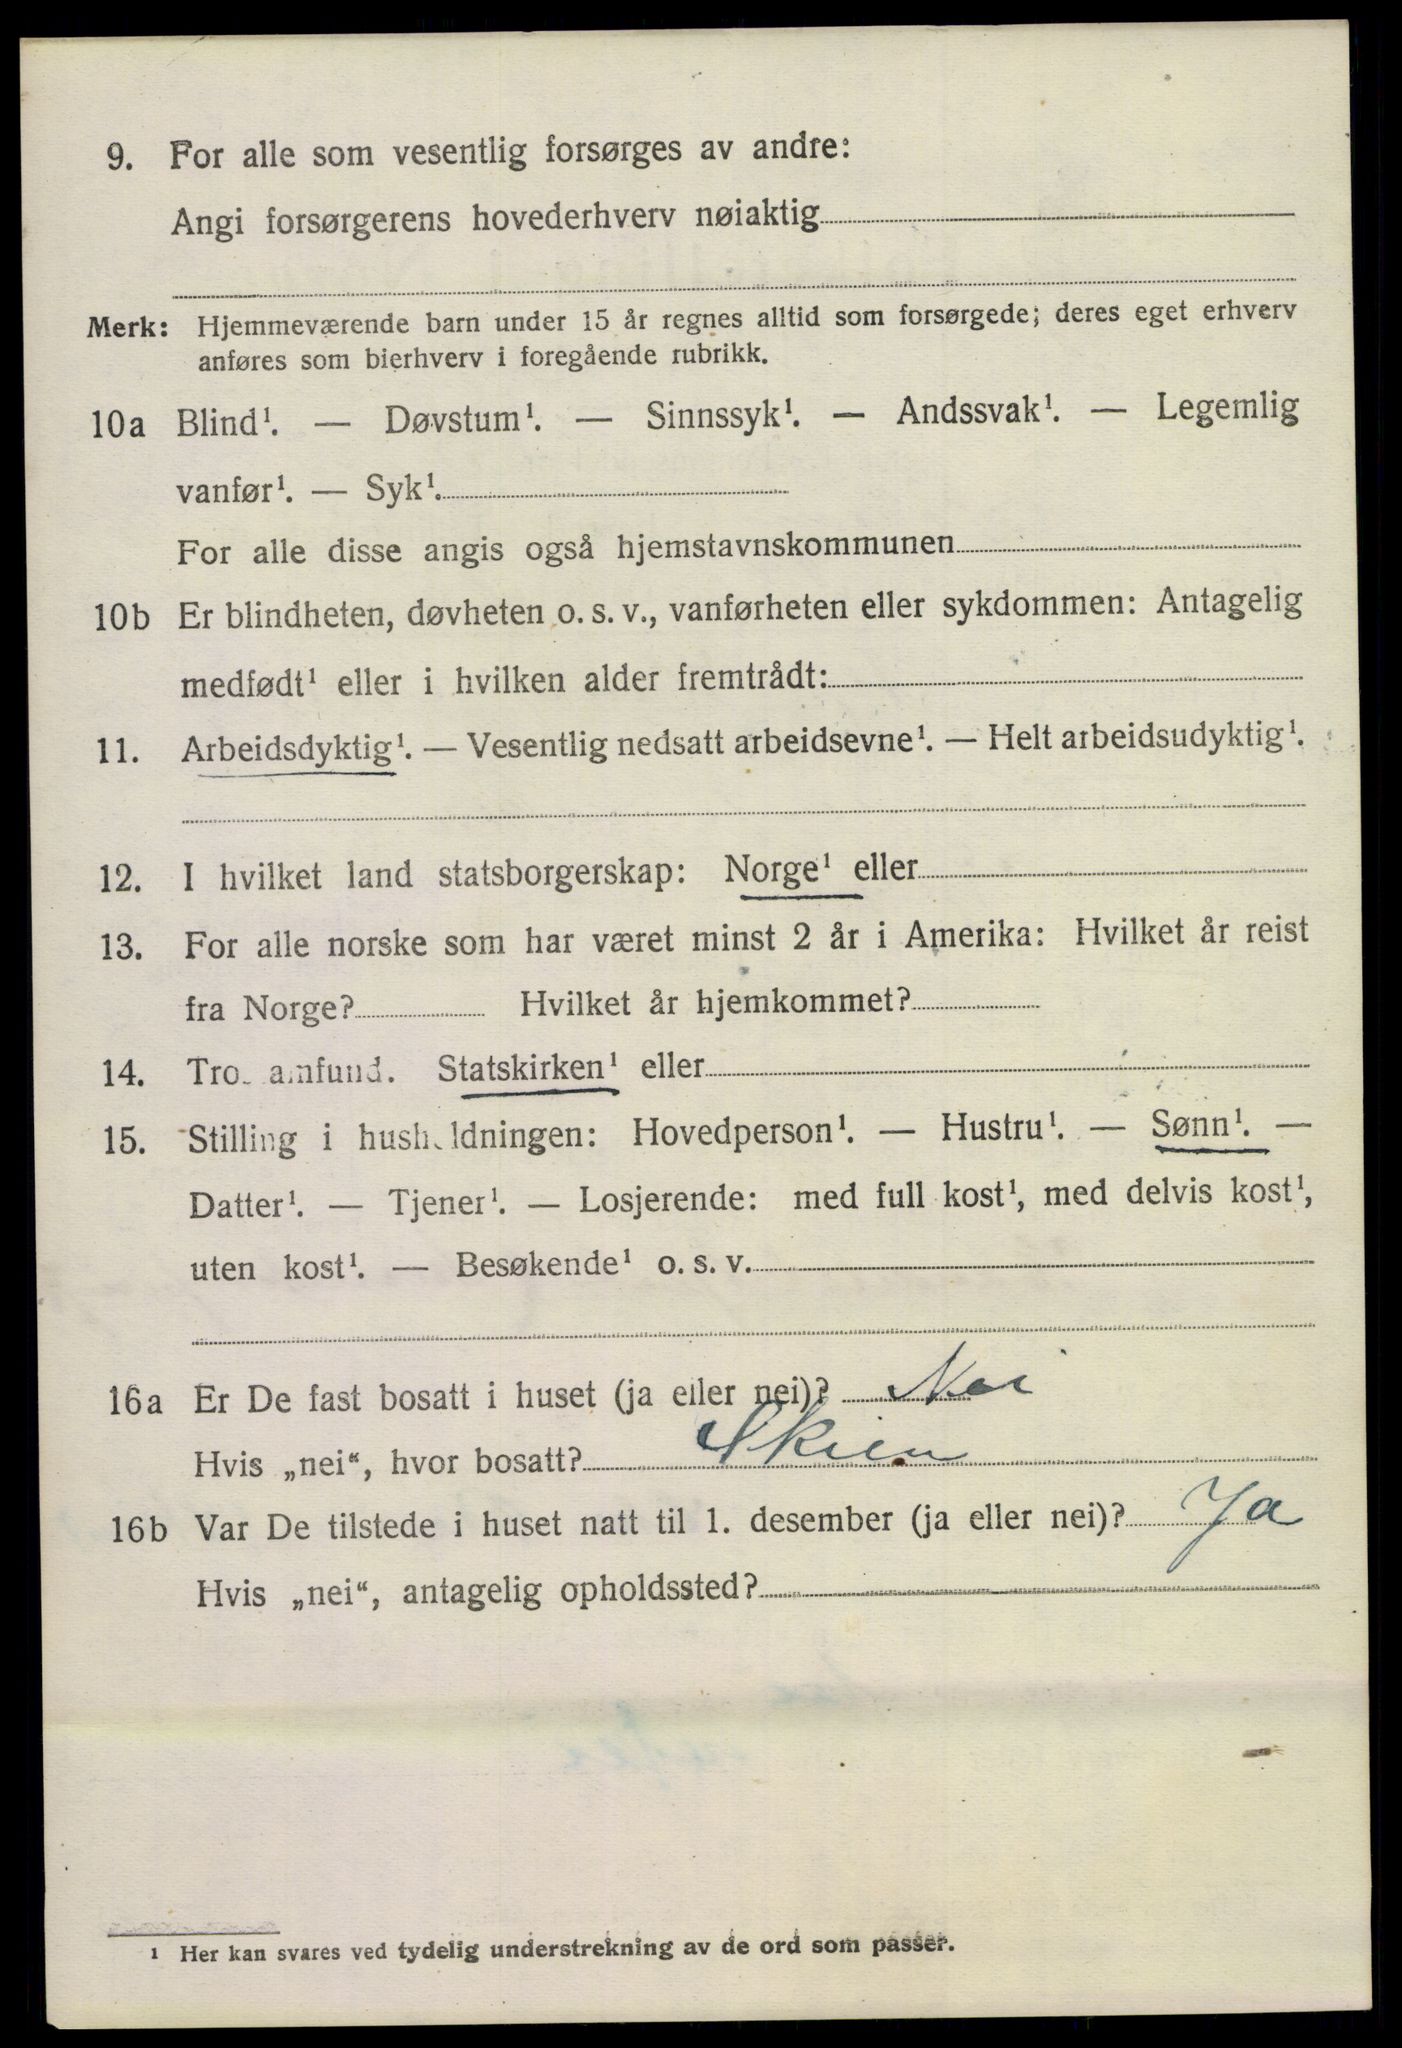 9. For alle som vesentlig forsørges av andre:
Angi forsørgerens hovederhverv nøiaktig
Merk: Hjemmeværende barn under 15 år regnes alltid som forsørgede; deres eget erhverv
anføres som bierhverv i foregående rubrikk.
10a Blind¹. — Døvstum¹. — Sinnssyk¹. — Andssvak¹. — Legemlig
vanfør¹. — Syk¹.
For alle disse angis også hjemstavnskommunen
10b Er blindheten, døvheten o. s. v., vanførheten eller sykdommen: Antagelig
medfødt¹ eller i hvilken alder fremtrådt:
11. Arbeidsdyktig¹. — Vesentlig nedsatt arbeidsevne¹. — Helt arbeidsudyktig¹.
12. I hvilket land statsborgerskap: Norge¹ eller
13. For alle norske som har været minst 2 år i Amerika: Hvilket år reist
fra Norge? Hvilket år hjemkommet?
14. Trossamfund. Statskirken¹ eller
15. Stilling i husholdningen: Hovedperson¹. — Hustru¹. — Sønn¹. —
Datter¹. — Tjener¹. — Losjerende: med full kost¹, med delvis kost¹,
uten kost¹. — Besøkende¹ o. s. v.
16a Er De fast bosatt i huset (ja eller nei)? Nei
Hvis „nei“, hvor bosatt? Skien
16b Var De tilstede i huset natt til 1. desember (ja eller nei)? Ja
Hvis „nei“, antagelig opholdssted?
¹ Her kan svares ved tydelig understrekning av de ord som passer.